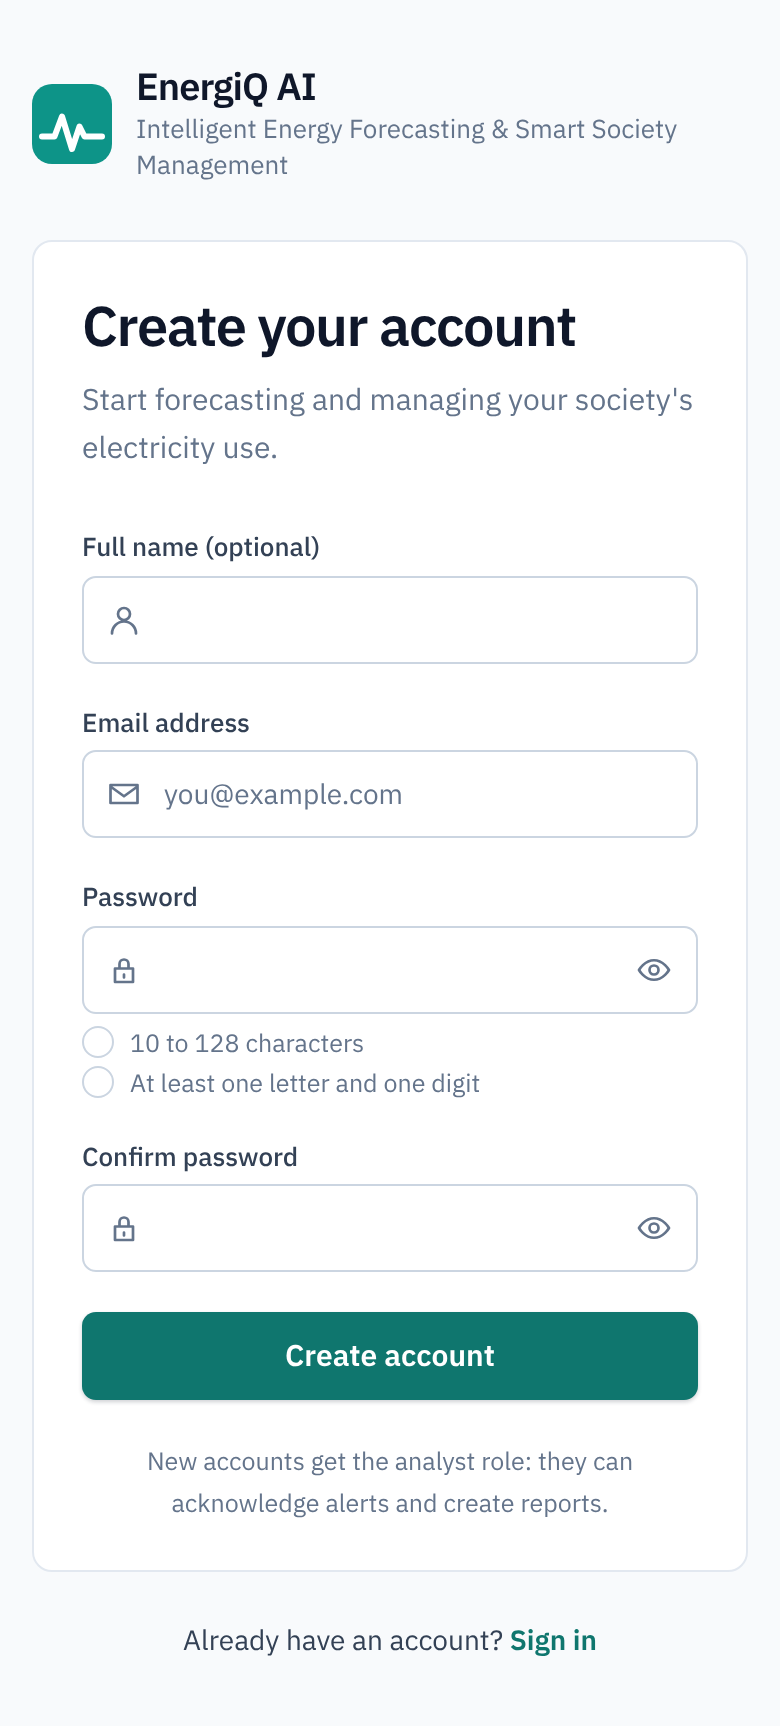 EnergiQ AI
Intelligent Energy Forecasting & Smart Society
Management
Create your account
Start forecasting and managing your society's
electricity use.
Full name (optional)
Email address
you@example.com
Password
10 to 128 characters
At least one letter and one digit
Confirm password
Create account
New accounts get the analyst role: they can
acknowledge alerts and create reports.
Already have an account? Sign in